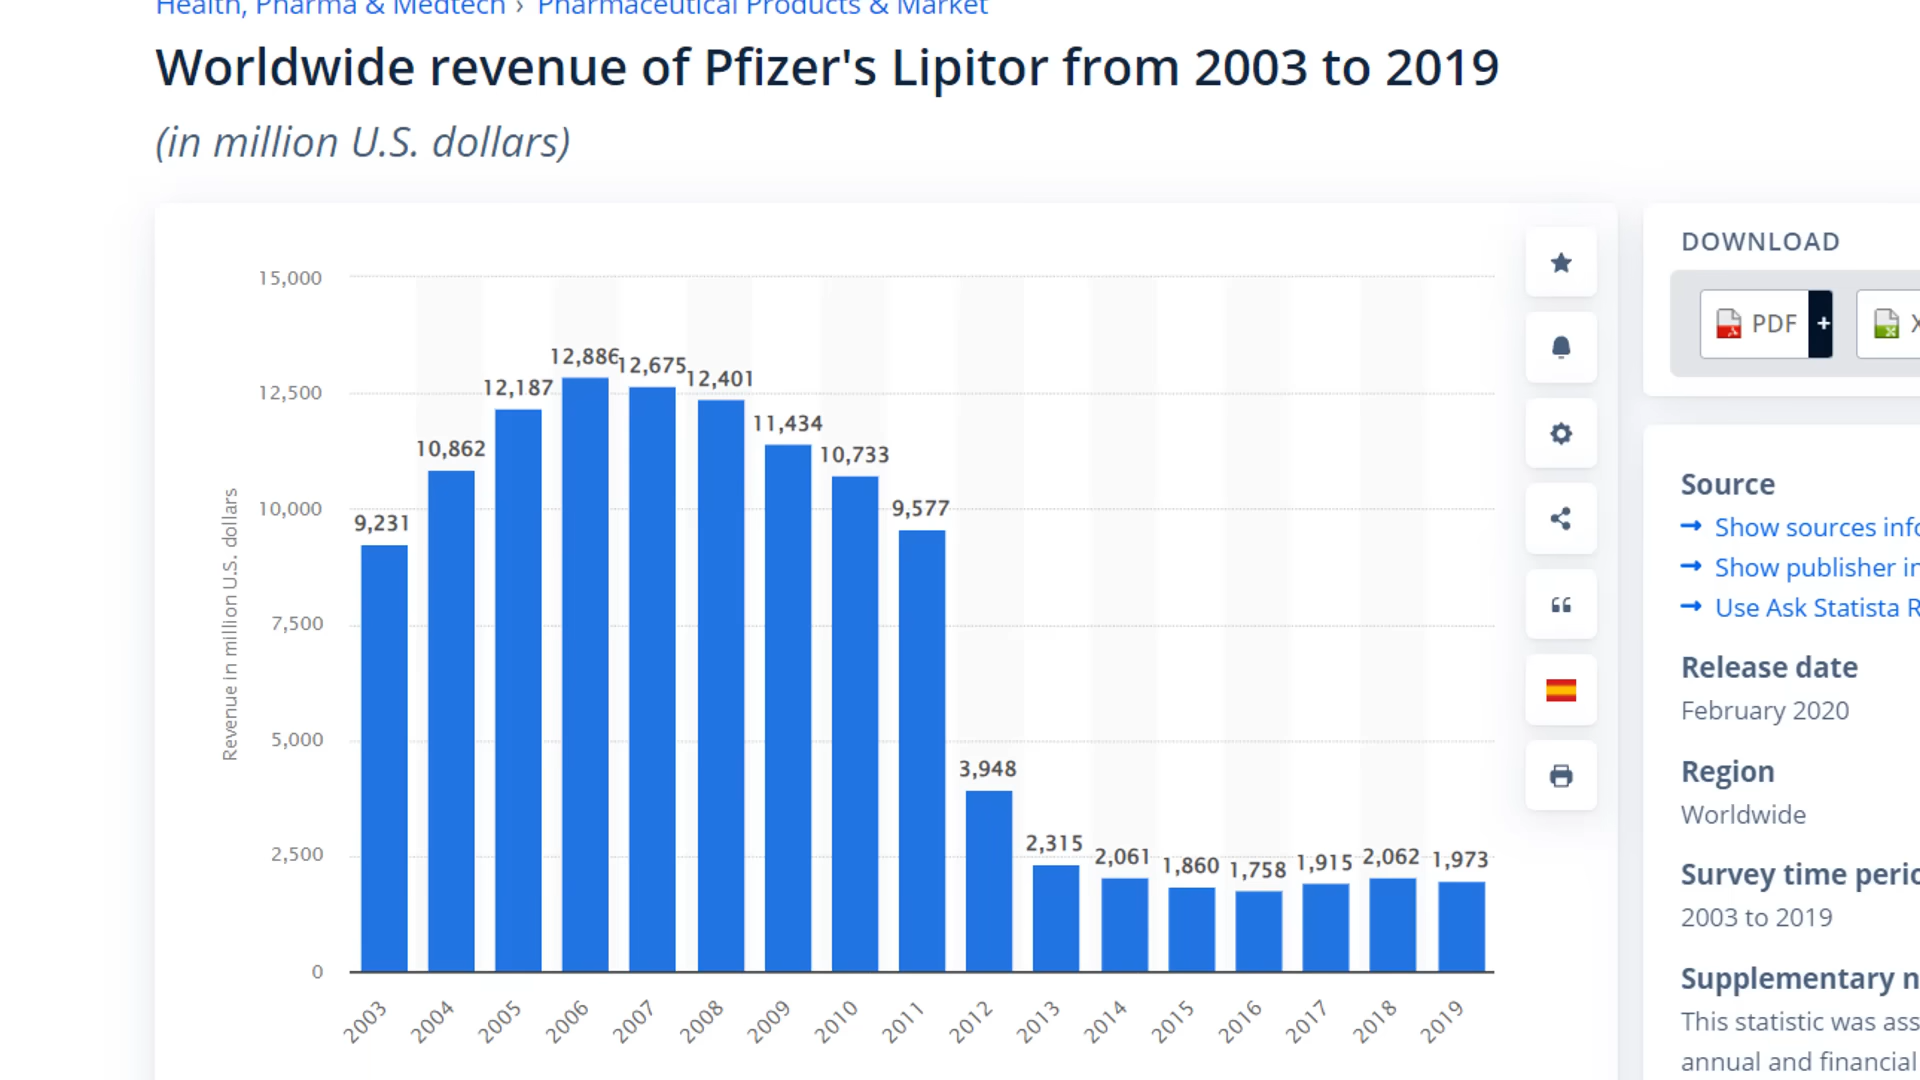 Health, Pharma & Medtech › Pharmaceutical Products & Market
Worldwide revenue of Pfizer's Lipitor from 2003 to 2019
(in million U.S. dollars)
Revenue in million U.S. dollars
15,000
12,500
10,000
7,500
5,000
2,500
0
9,231
10,862
12,187
12,886
12,675
12,401
11,434
10,733
9,577
3,948
2,315
2,061
1,860
1,758
1,915
2,062
1,973
2003
2004
2005
2006
2007
2008
2009
2010
2011
2012
2013
2014
2015
2016
2017
2018
2019
DOWNLOAD
PDF +
Source
→ Show sources
→ Show publisher
→ Use Ask Statista
Release date
February 2020
Region
Worldwide
Survey time
2003 to 2019
Supplementary
This statistic was
annual and financial